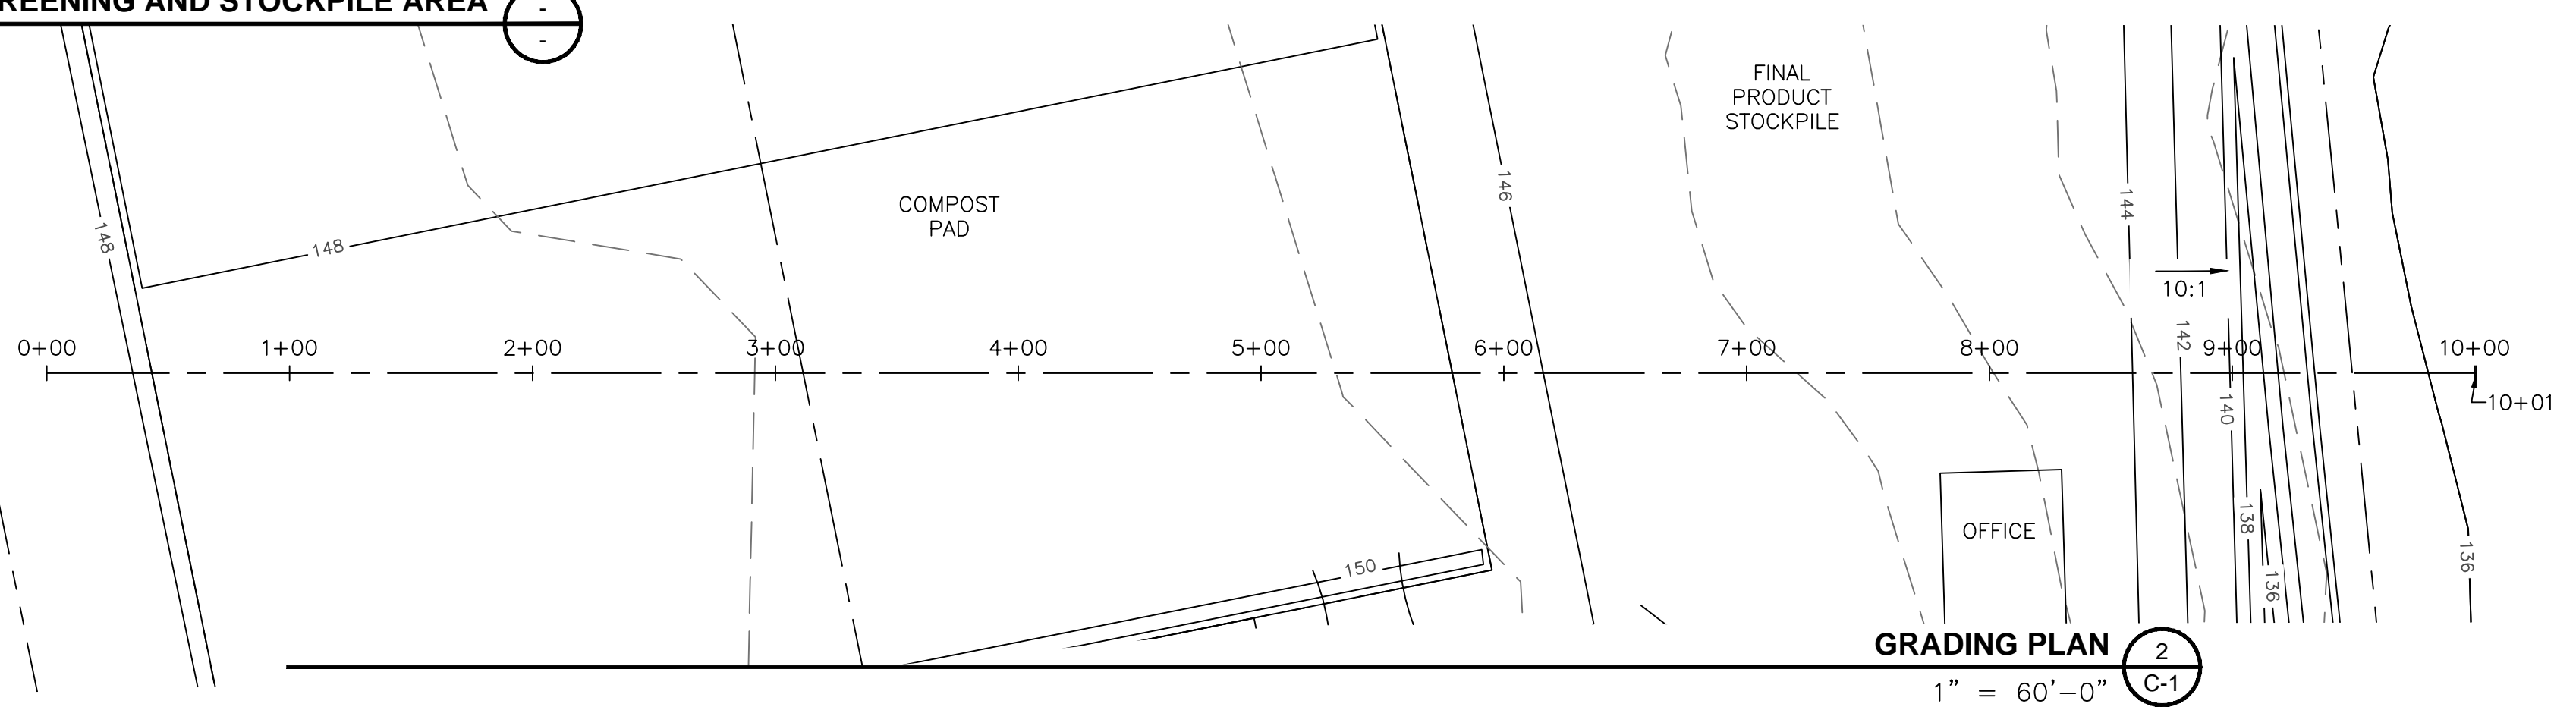 REENING AND STOCKPILE AREA
-
-
FINAL
PRODUCT
STOCKPILE
COMPOST
PAD
146
144
148
148
10:1
142
0+00 1+00 2+00 3+00 4+00 5+00 6+00 7+00 8+00 9+00 10+00
10+01
140
138
OFFICE
136
136
150
GRADING PLAN
2
C-1
1" = 60'-0"